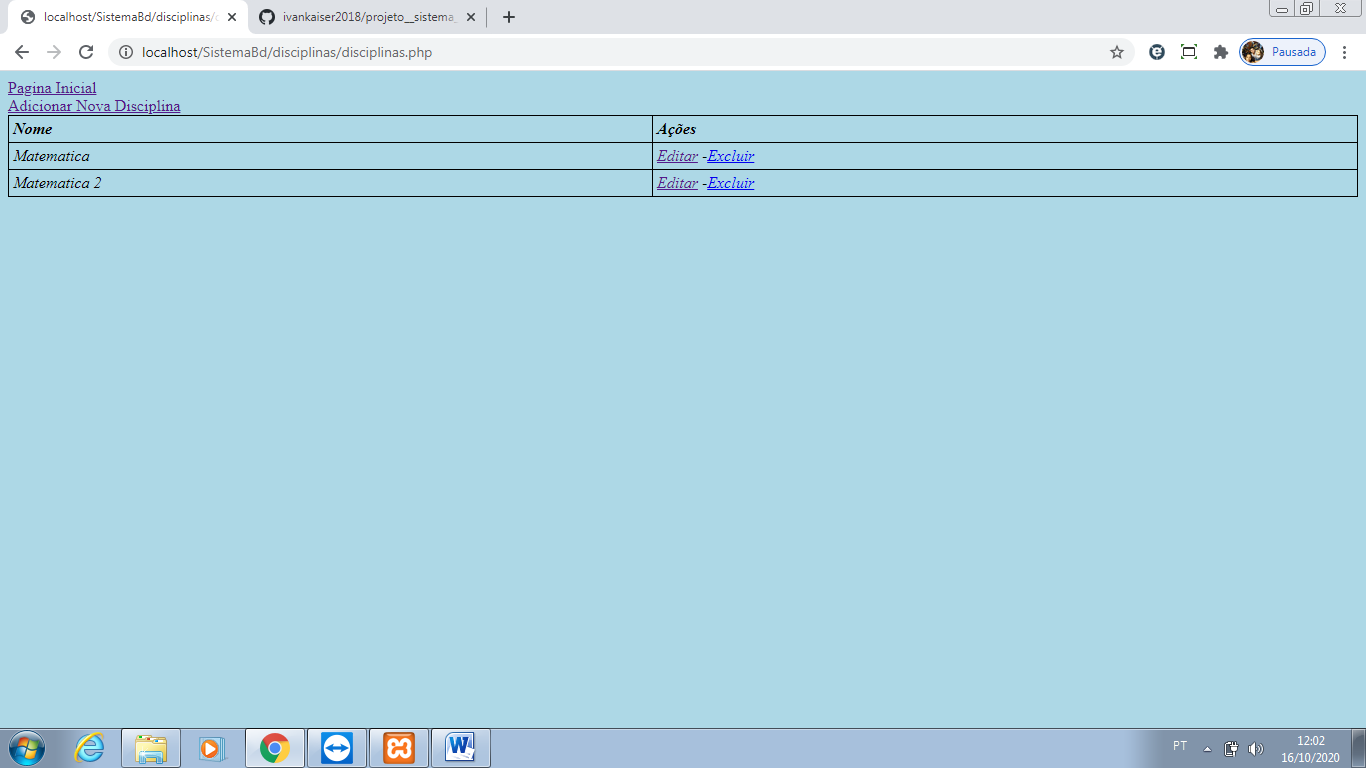 localhost/SistemaBd/disciplinas/
ivankaiser2018/projeto__sistema_
localhost/SistemaBd/disciplinas/disciplinas.php
Pausada
Pagina Inicial
Adicionar Nova Disciplina
Nome Ações
Matematica Editar -Excluir
Matematica 2 Editar -Excluir
PT
12:02
16/10/2020